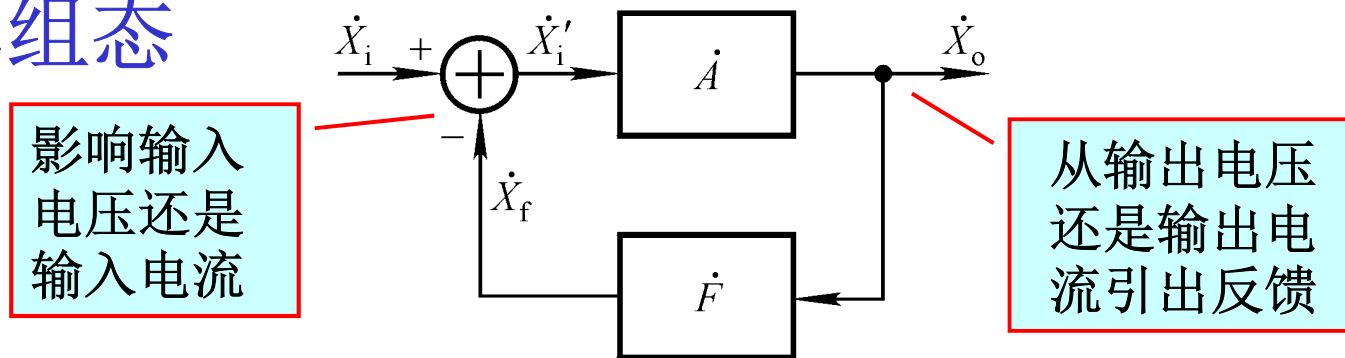 组态
Ẋi + Ẋi′ Ȧ Ẋo
−
影响输入
电压还是
输入电流
Ẋf
Ḟ
从输出电压
还是输出电
流引出反馈